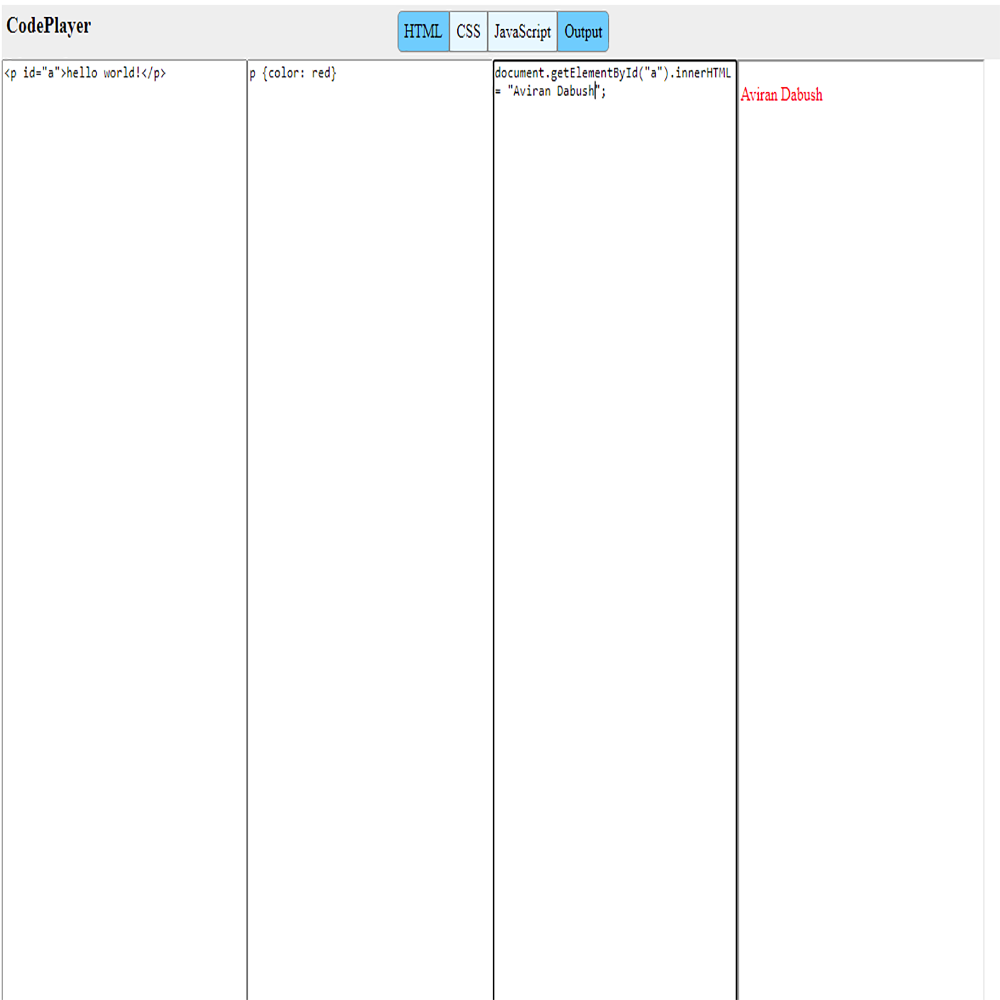 CodePlayer
HTML CSS JavaScript Output
<p id="a">hello world!</p>
p {color: red}
document.getElementById("a").innerHTML
= "Aviran Dabush";
Aviran Dabush